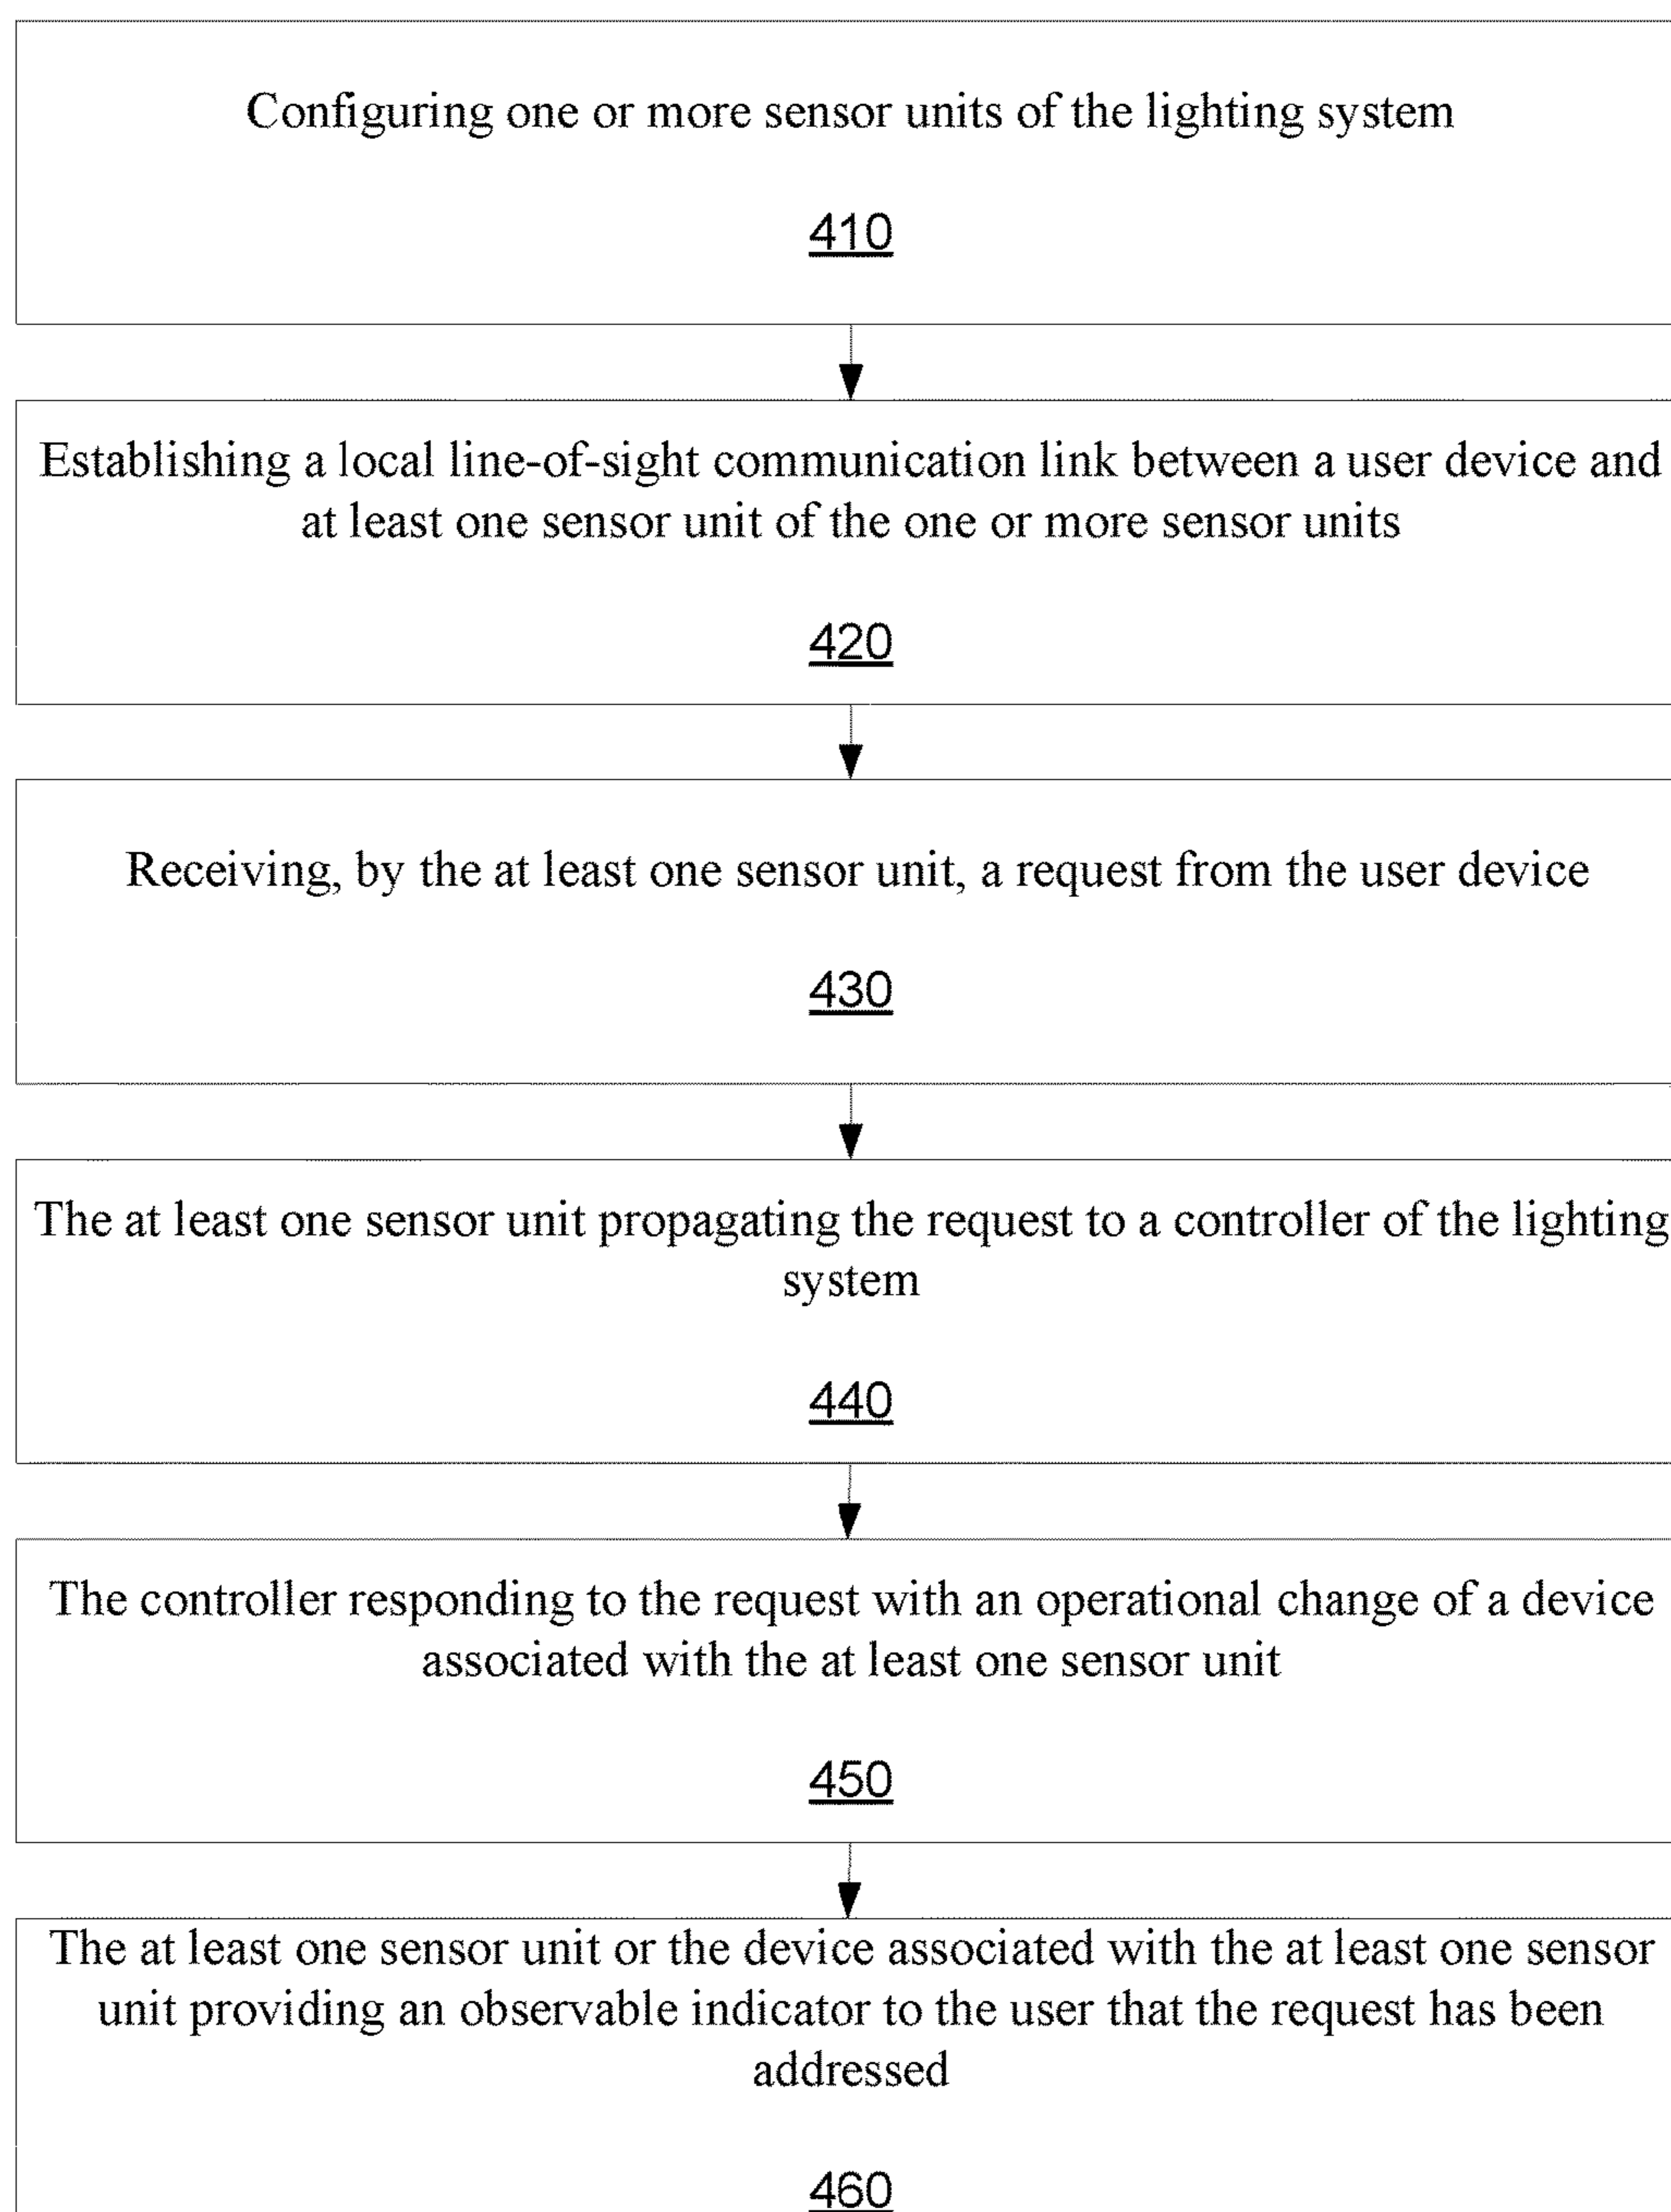 Configuring one or more sensor units of the lighting system
410
Establishing a local line-of-sight communication link between a user device and
at least one sensor unit of the one or more sensor units
420
Receiving, by the at least one sensor unit, a request from the user device
430
The at least one sensor unit propagating the request to a controller of the lighting
system
440
The controller responding to the request with an operational change of a device
associated with the at least one sensor unit
450
The at least one sensor unit or the device associated with the at least one sensor
unit providing an observable indicator to the user that the request has been
addressed
460